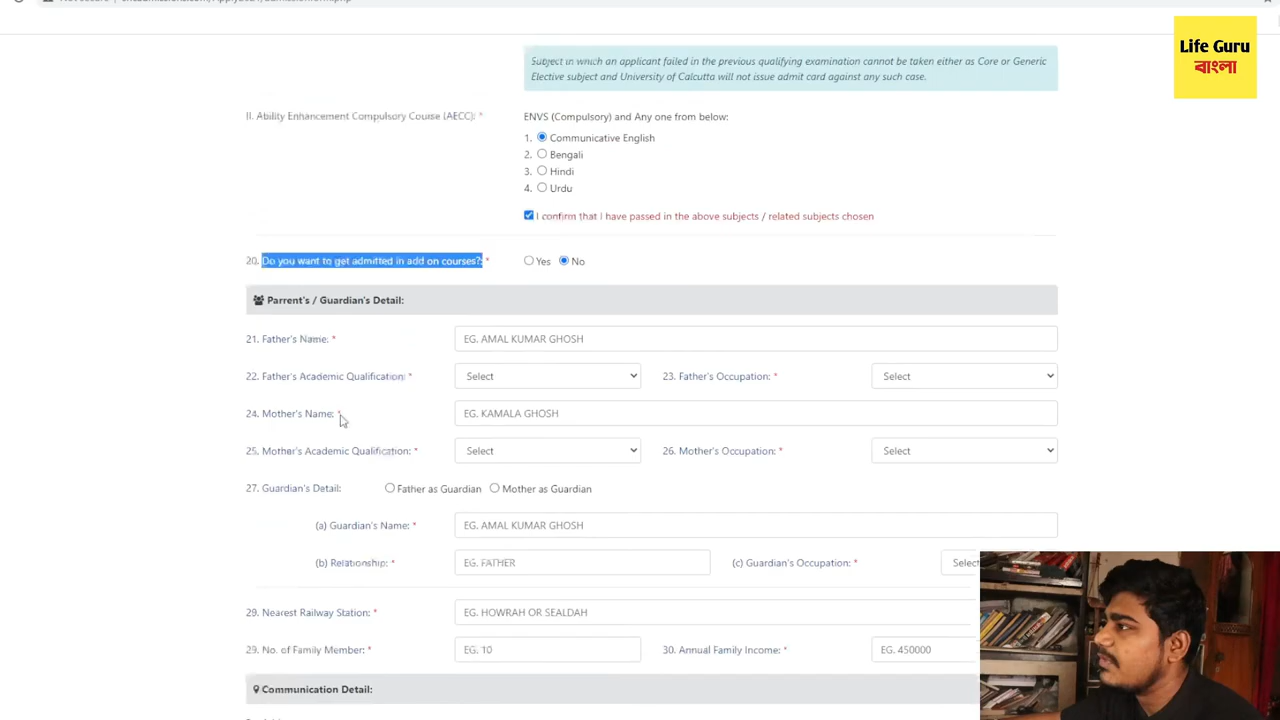 Life Guru
বাংলা
Subject in which an applicant failed in the previous qualifying examination cannot be taken either as Core or Generic
Elective subject and University of Calcutta will not issue admit card against any such case.
II. Ability Enhancement Compulsory Course (AECC): *
ENVS (Compulsory) and Any one from below:
1. Communicative English
2. Bengali
3. Hindi
4. Urdu
I confirm that I have passed in the above subjects / related subjects chosen
20. Do you want to get admitted in add on courses?: * Yes No
Parrent's / Guardian's Detail:
21. Father's Name: * EG. AMAL KUMAR GHOSH
22. Father's Academic Qualification: * Select 23. Father's Occupation: * Select
24. Mother's Name: * EG. KAMALA GHOSH
25. Mother's Academic Qualification: * Select 26. Mother's Occupation: * Select
27. Guardian's Detail: Father as Guardian Mother as Guardian
(a) Guardian's Name: * EG. AMAL KUMAR GHOSH
(b) Relationship: * EG. FATHER (c) Guardian's Occupation: * Select
29. Nearest Railway Station: * EG. HOWRAH OR SEALDAH
29. No. of Family Member: * EG. 10 30. Annual Family Income: * EG. 450000
Communication Detail: